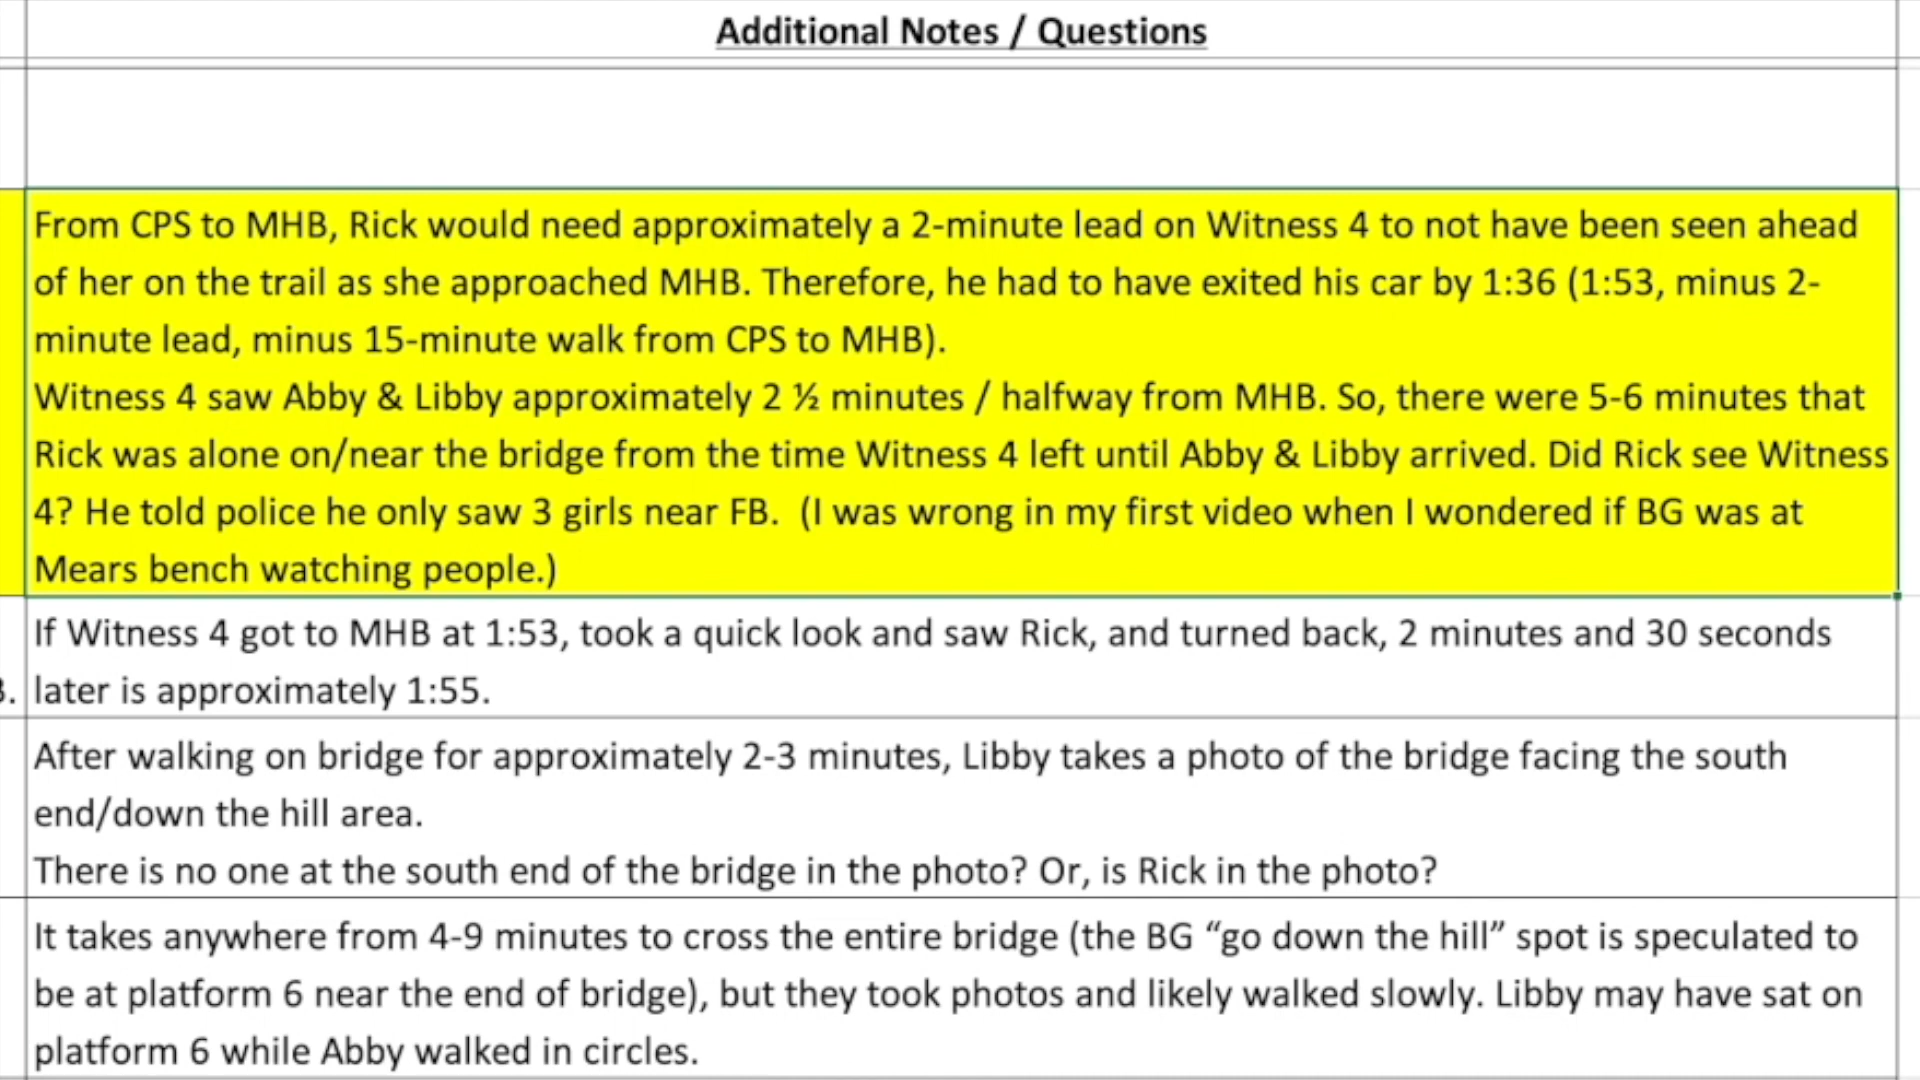 Additional Notes / Questions
From CPS to MHB, Rick would need approximately a 2-minute lead on Witness 4 to not have been seen ahead
of her on the trail as she approached MHB. Therefore, he had to have exited his car by 1:36 (1:53, minus 2-
minute lead, minus 15-minute walk from CPS to MHB).
Witness 4 saw Abby & Libby approximately 2 ½ minutes / halfway from MHB. So, there were 5-6 minutes that
Rick was alone on/near the bridge from the time Witness 4 left until Abby & Libby arrived. Did Rick see Witness
4? He told police he only saw 3 girls near FB.  (I was wrong in my first video when I wondered if BG was at
Mears bench watching people.)
If Witness 4 got to MHB at 1:53, took a quick look and saw Rick, and turned back, 2 minutes and 30 seconds
later is approximately 1:55.
After walking on bridge for approximately 2-3 minutes, Libby takes a photo of the bridge facing the south
end/down the hill area.
There is no one at the south end of the bridge in the photo? Or, is Rick in the photo?
It takes anywhere from 4-9 minutes to cross the entire bridge (the BG “go down the hill” spot is speculated to
be at platform 6 near the end of bridge), but they took photos and likely walked slowly. Libby may have sat on
platform 6 while Abby walked in circles.